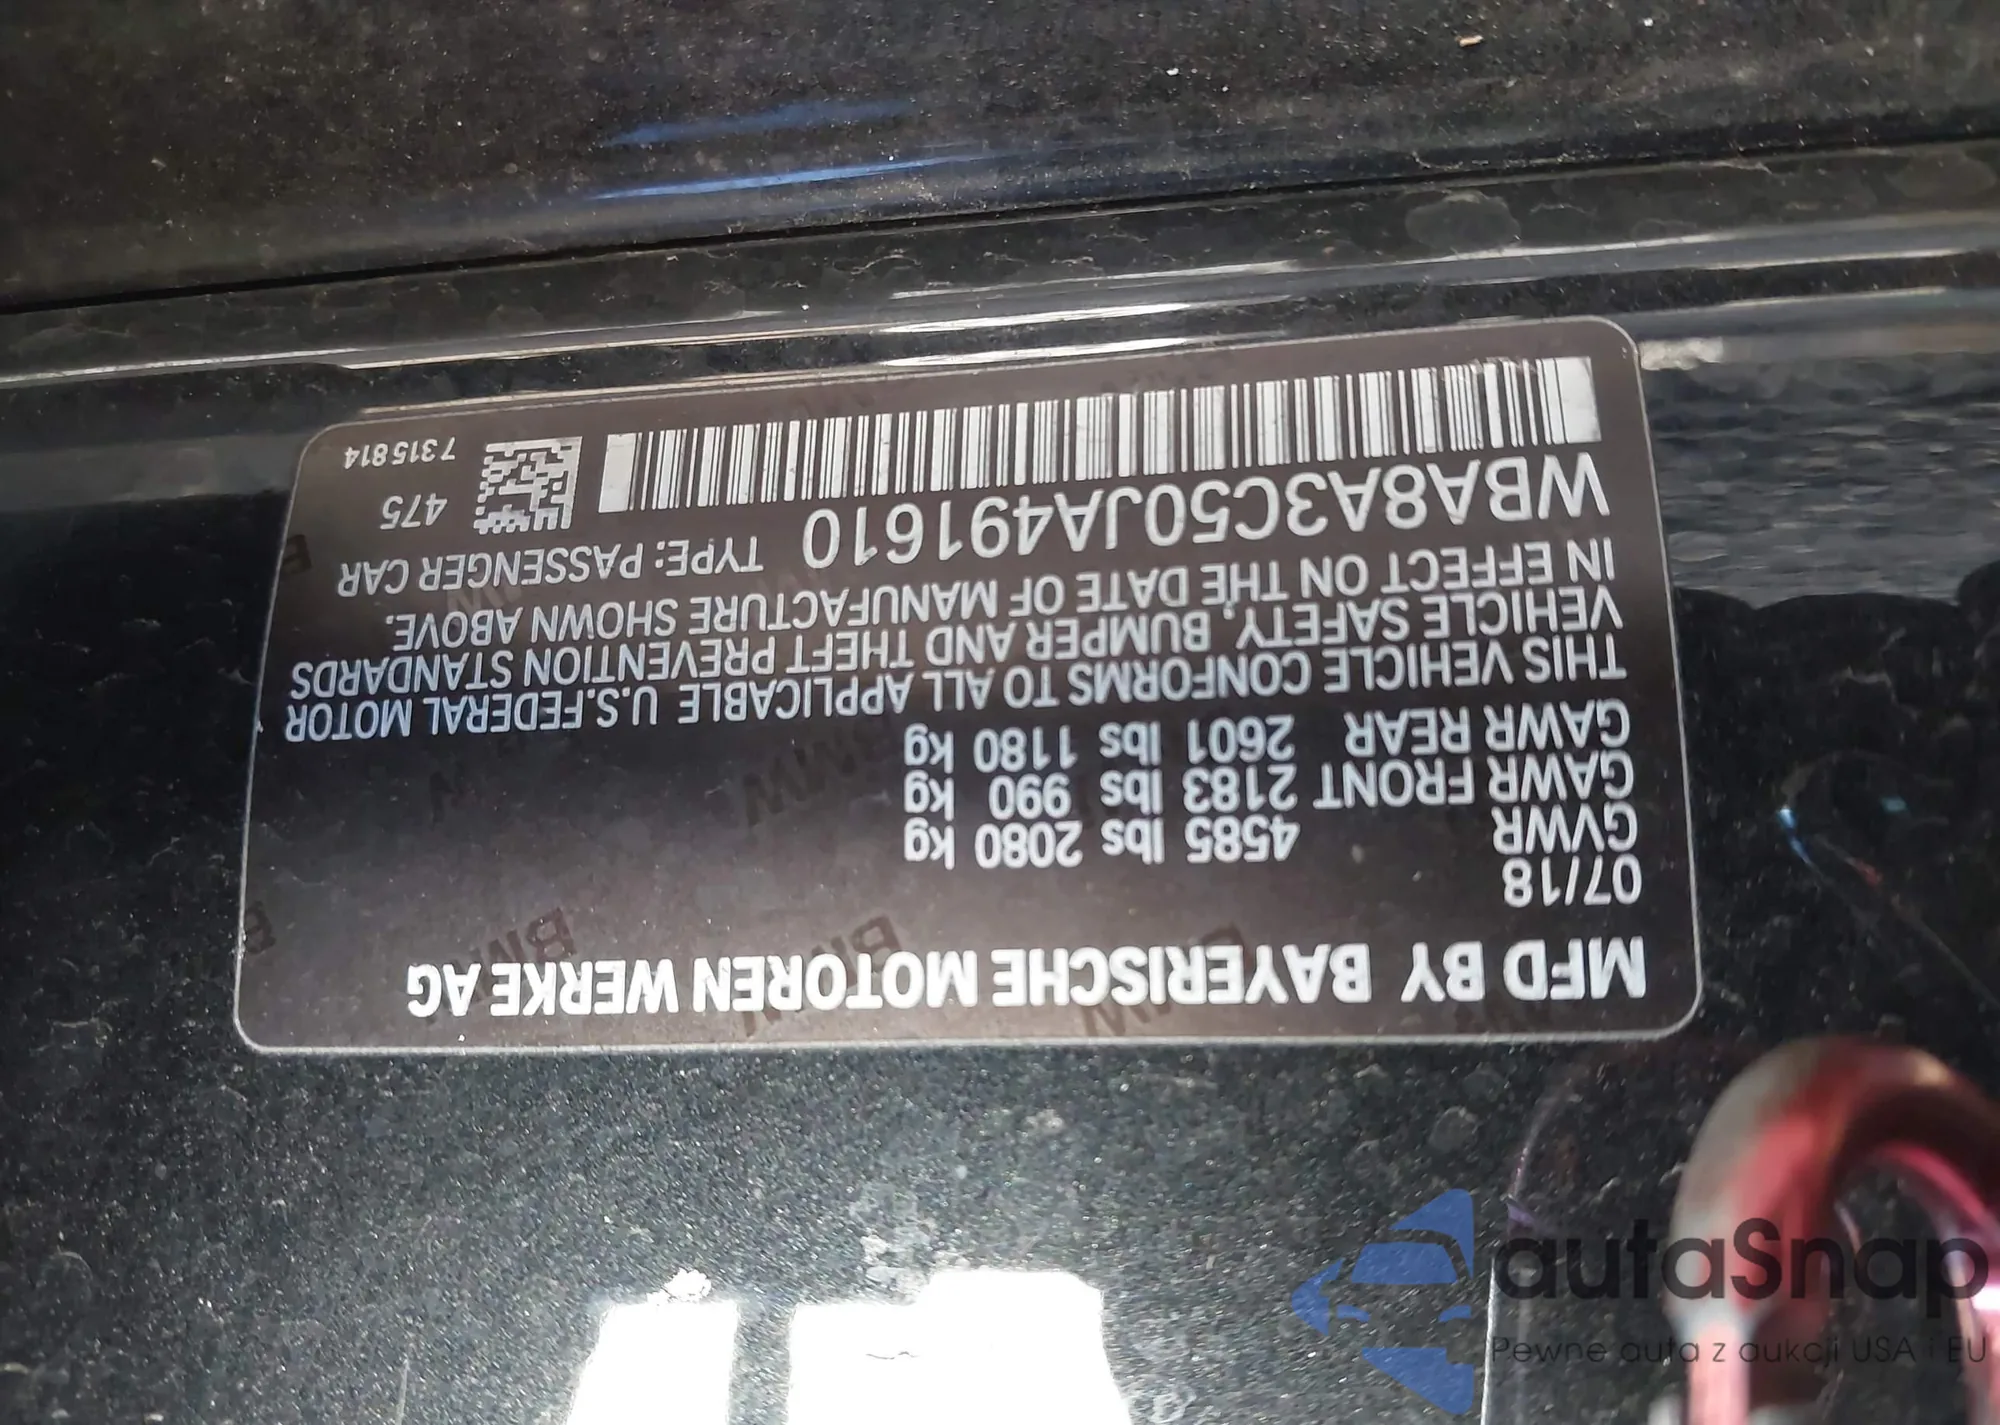 MFD BY BAYERISCHE MOTOREN WERKE AG
07/18
GVWR 4585 lbs 2080 kg
GAWR FRONT 2183 lbs 990 kg
GAWR REAR 2601 lbs 1180 kg
THIS VEHICLE CONFORMS TO ALL APPLICABLE U.S.FEDERAL MOTOR
VEHICLE SAFETY, BUMPER AND THEFT PREVENTION STANDARDS
IN EFFECT ON THE DATE OF MANUFACTURE SHOWN ABOVE.
WBA8A3C50JA491610 TYPE: PASSENGER CAR
475
7315814
autaSnap
Pewne auta z aukcji USA i EU